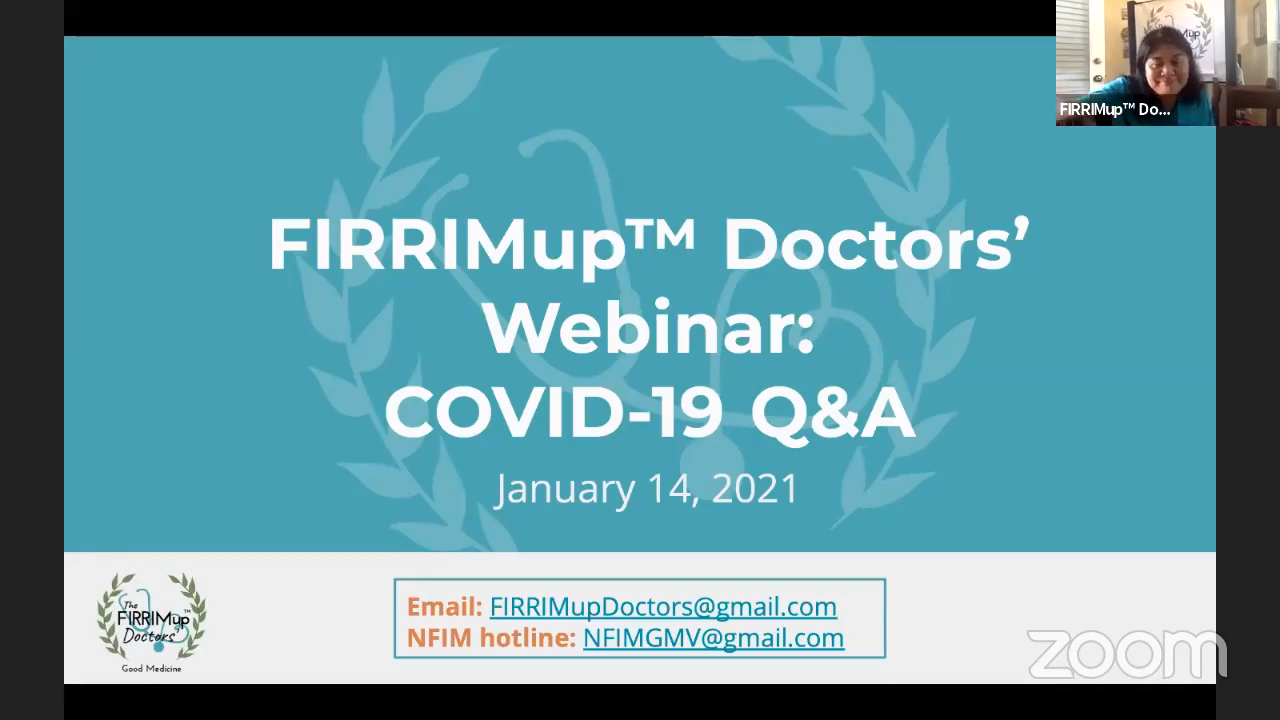 FIRRIMup™ Do...
FIRRIMup™ Doctors’
Webinar:
COVID-19 Q&A
January 14, 2021
The
FIRRIMup™
Doctors
Good Medicine
Email: FIRRIMupDoctors@gmail.com
NFIM hotline: NFIMGMV@gmail.com
zoom